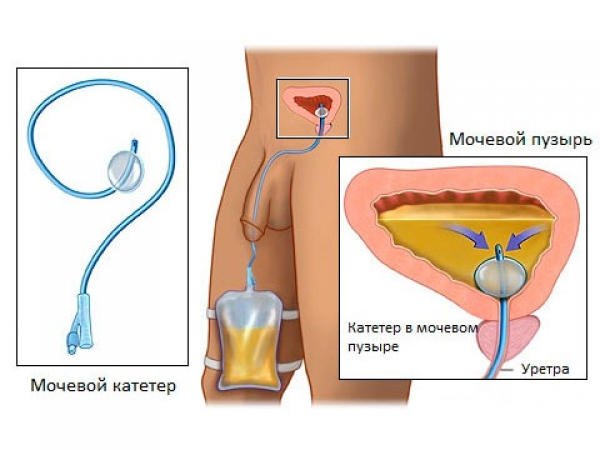 Мочевой катетер
Мочевой пузырь
Катетер в мочевом
пузыре
Уретра